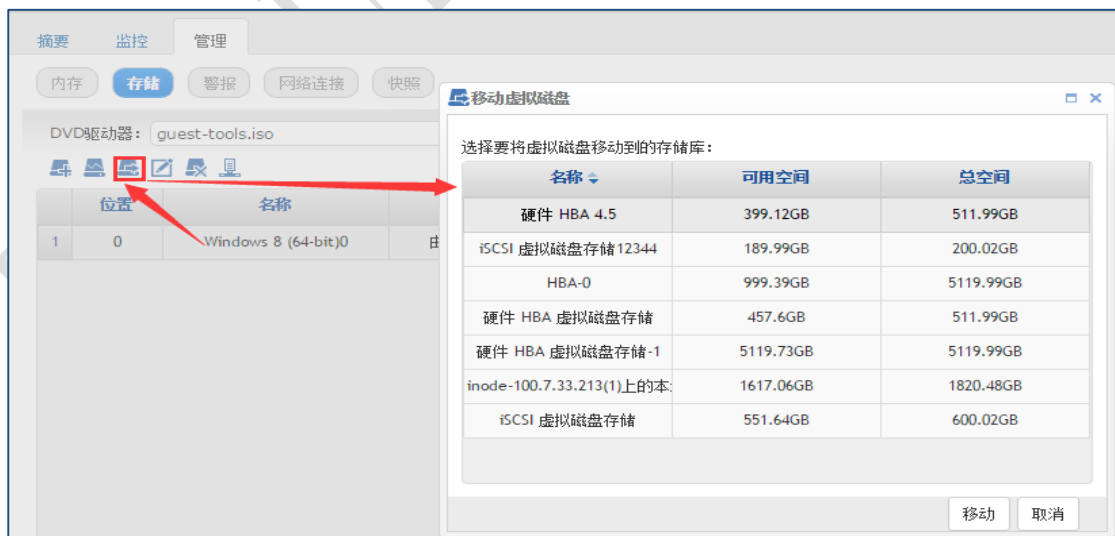 摘要 监控 管理
内存 存储 警报 网络连接 快照
DVD驱动器: guest-tools.iso
位置 名称
1 0 Windows 8 (64-bit)0 由
移动虚拟磁盘
选择要将虚拟磁盘移动到的存储库:
名称 可用空间 总空间
硬件 HBA 4.5 399.12GB 511.99GB
iSCSI 虚拟磁盘存储12344 189.99GB 200.02GB
HBA-0 999.39GB 5119.99GB
硬件 HBA 虚拟磁盘存储 457.6GB 511.99GB
硬件 HBA 虚拟磁盘存储-1 5119.73GB 5119.99GB
inode-100.7.33.213(1)上的本 1617.06GB 1820.48GB
iSCSI 虚拟磁盘存储 551.64GB 600.02GB
移动 取消